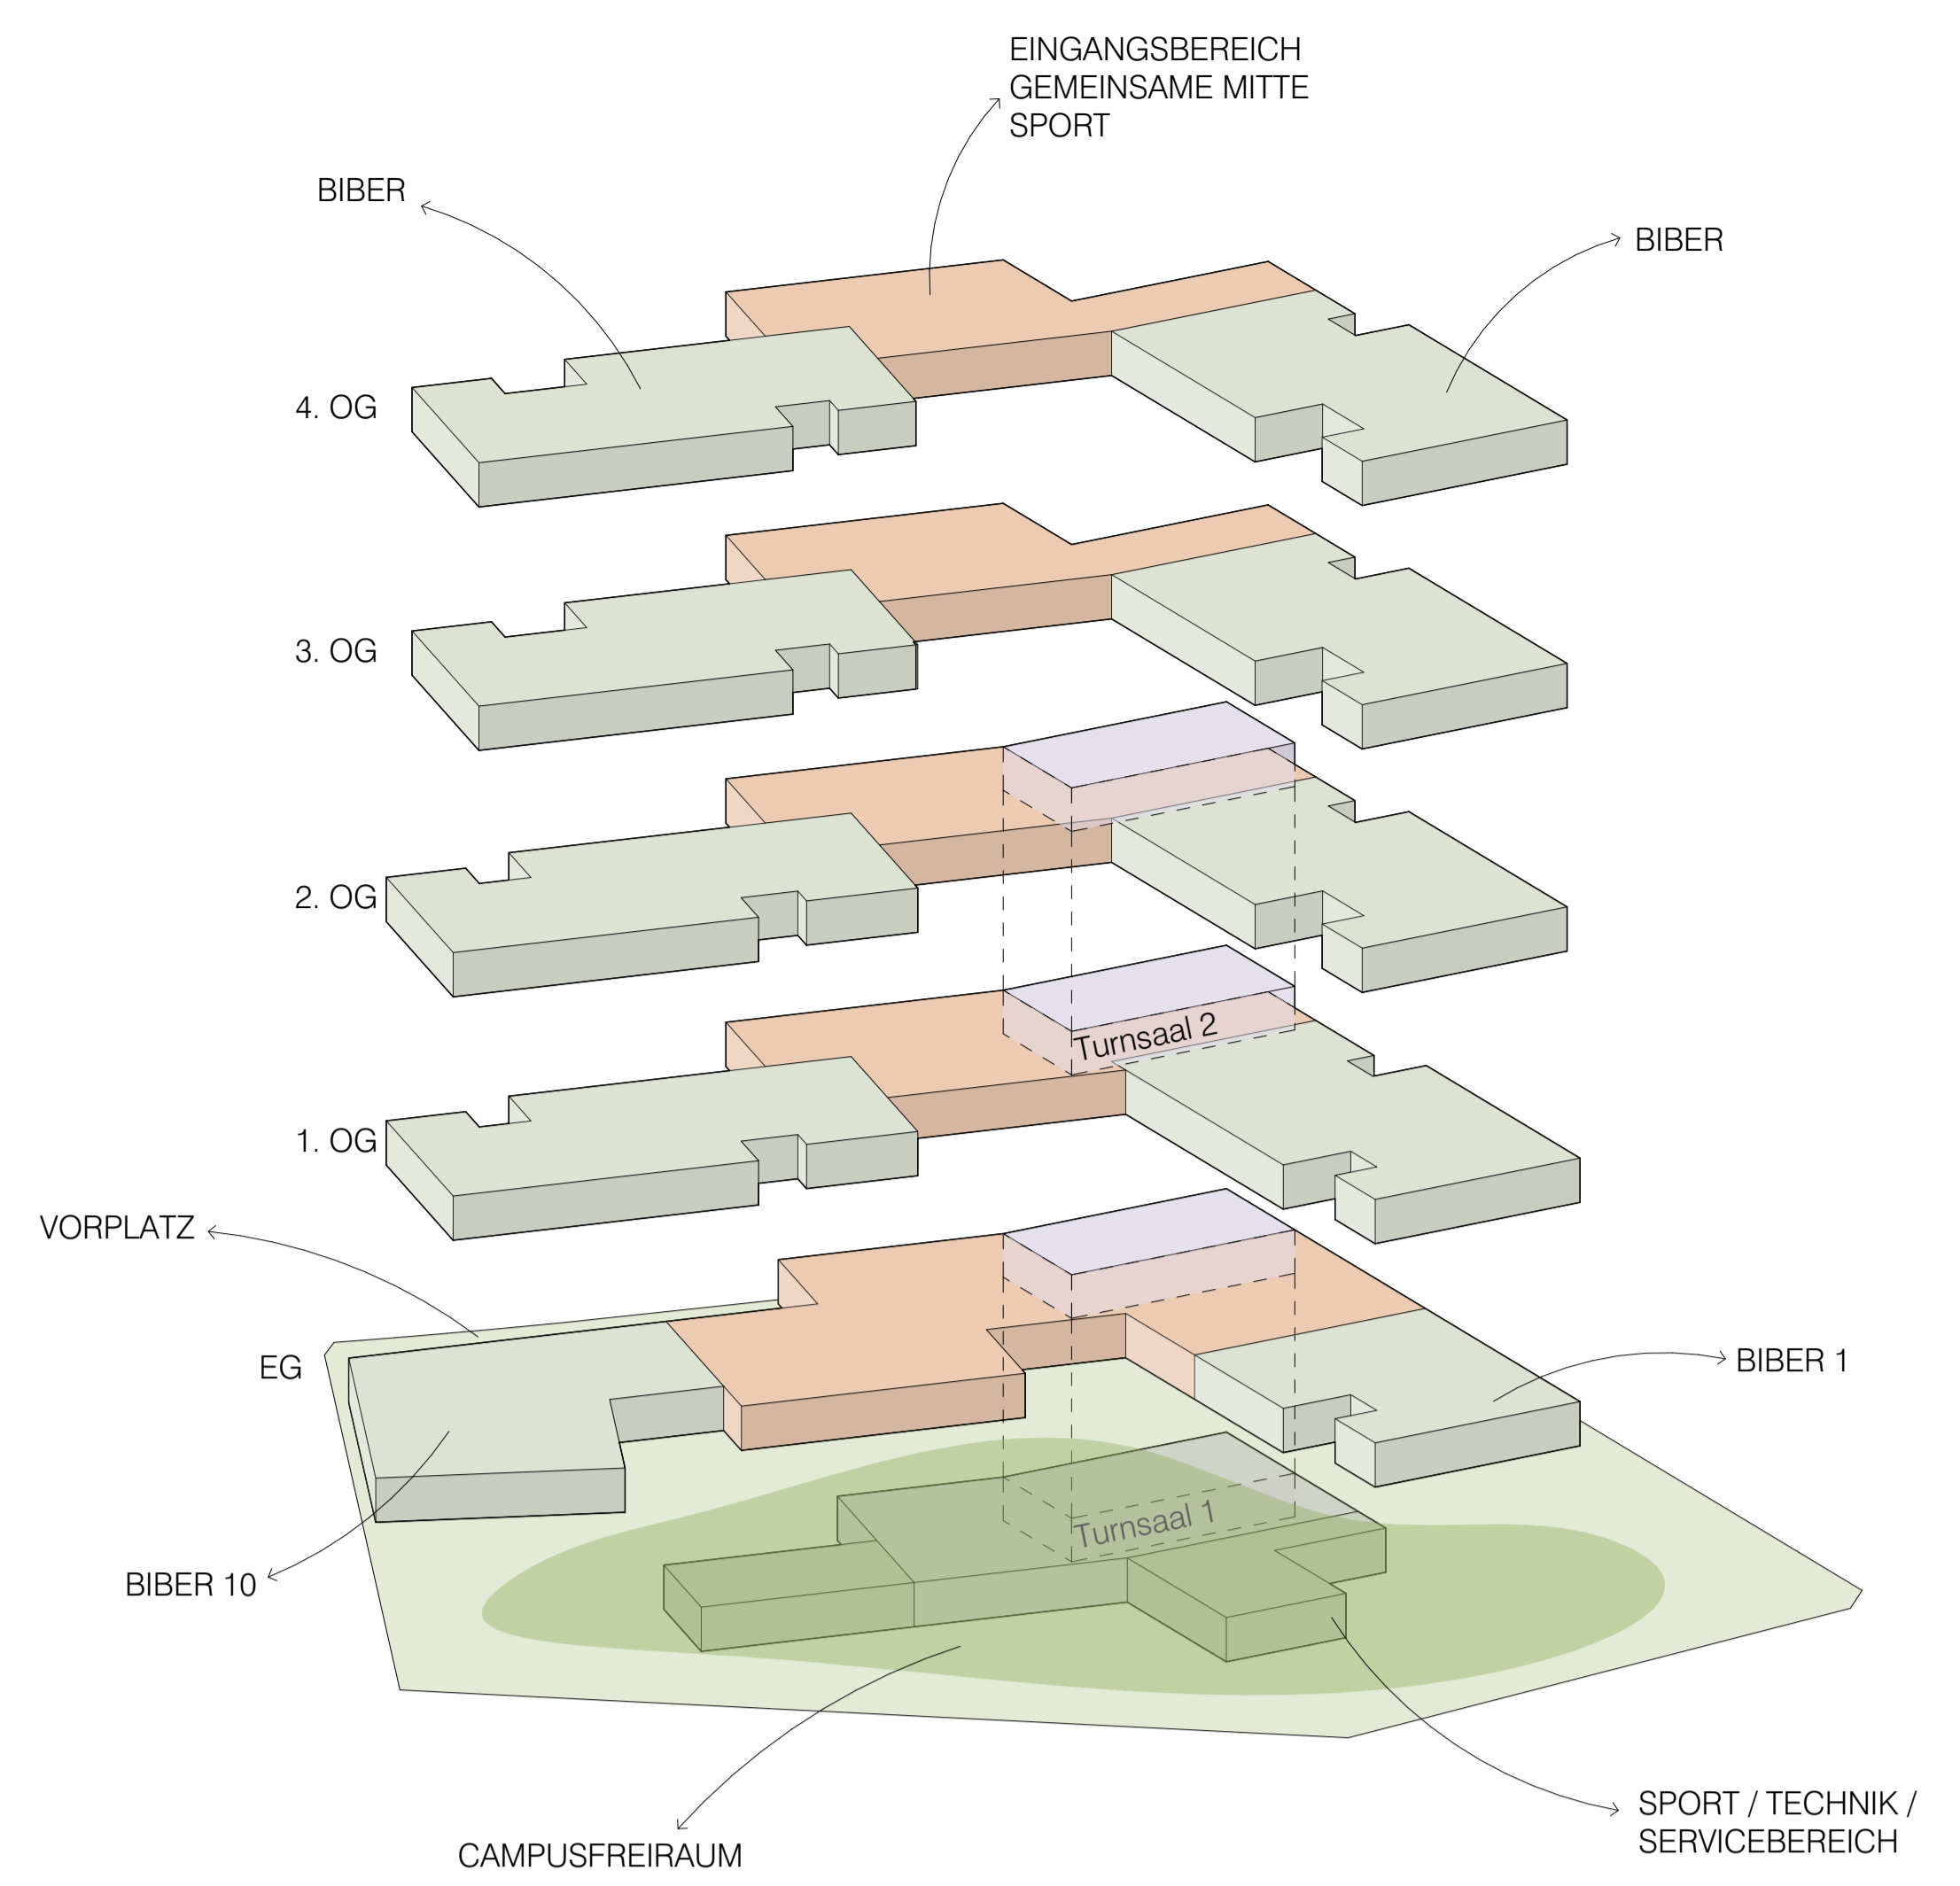 EINGANGSBEREICH
GEMEINSAME MITTE
SPORT
BIBER
BIBER
4. OG
3. OG
2. OG
Turnsaal 2
1. OG
VORPLATZ
EG
BIBER 1
Turnsaal 1
BIBER 10
SPORT / TECHNIK /
SERVICEBEREICH
CAMPUSFREIRAUM